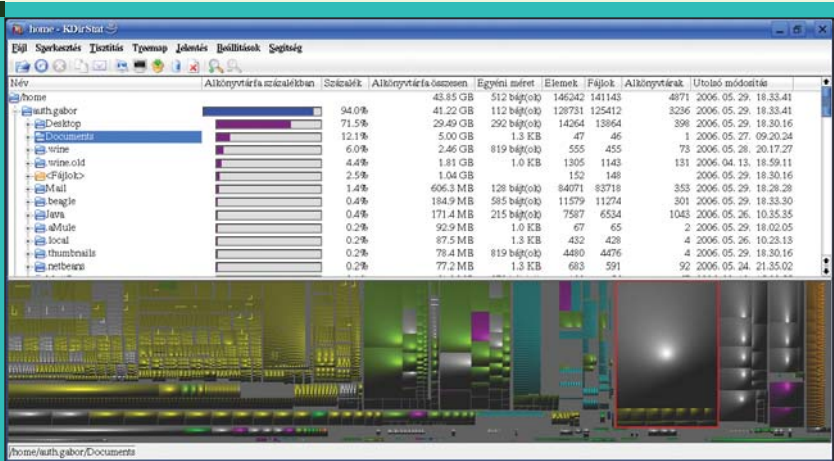 home - KDirStat
Fájl Szerkesztés Tisztítás Treemap Jelentés Beállítások Segítség
Név Alkönyvtárfa százalékban Százalék Alkönyvtárfa összesen Egyéni méret Elemek Fájlok Alkönyvtárak Utolsó módosítás
/home 43.85 GB 512 bájt(ok) 146242 141143 4871 2006. 05. 29. 18.33.41
auth.gabor 94.0% 41.22 GB 112 bájt(ok) 128731 125412 3236 2006. 05. 29. 18.33.41
Desktop 71.5% 29.49 GB 292 bájt(ok) 14264 13864 398 2006. 05. 29. 18.30.16
Documents 12.1% 5.00 GB 1.3 KB 47 46 1 2006. 05. 27. 09.20.24
.wine 6.0% 2.46 GB 819 bájt(ok) 555 455 73 2006. 05. 28. 20.17.27
.wine.old 4.4% 1.81 GB 1.0 KB 1305 1143 131 2006. 04. 13. 18.59.11
<Fájlok> 2.5% 1.04 GB 152 148 2006. 05. 29. 18.30.16
Mail 1.4% 606.3 MB 128 bájt(ok) 84071 83718 353 2006. 05. 29. 18.28.28
.beagle 0.4% 184.9 MB 585 bájt(ok) 11579 11274 301 2006. 05. 29. 18.33.30
Java 0.4% 171.4 MB 215 bájt(ok) 7587 6534 1043 2006. 05. 26. 10.35.35
.aMule 0.2% 92.9 MB 1.0 KB 67 65 2 2006. 05. 29. 18.02.05
.local 0.2% 87.5 MB 1.3 KB 432 428 4 2006. 05. 26. 10.23.13
.thumbnails 0.2% 78.4 MB 819 bájt(ok) 4480 4476 4 2006. 05. 29. 18.30.16
.netbeans 0.2% 77.2 MB 1.3 KB 683 591 92 2006. 05. 24. 21.35.02
/home/auth.gabor/Documents